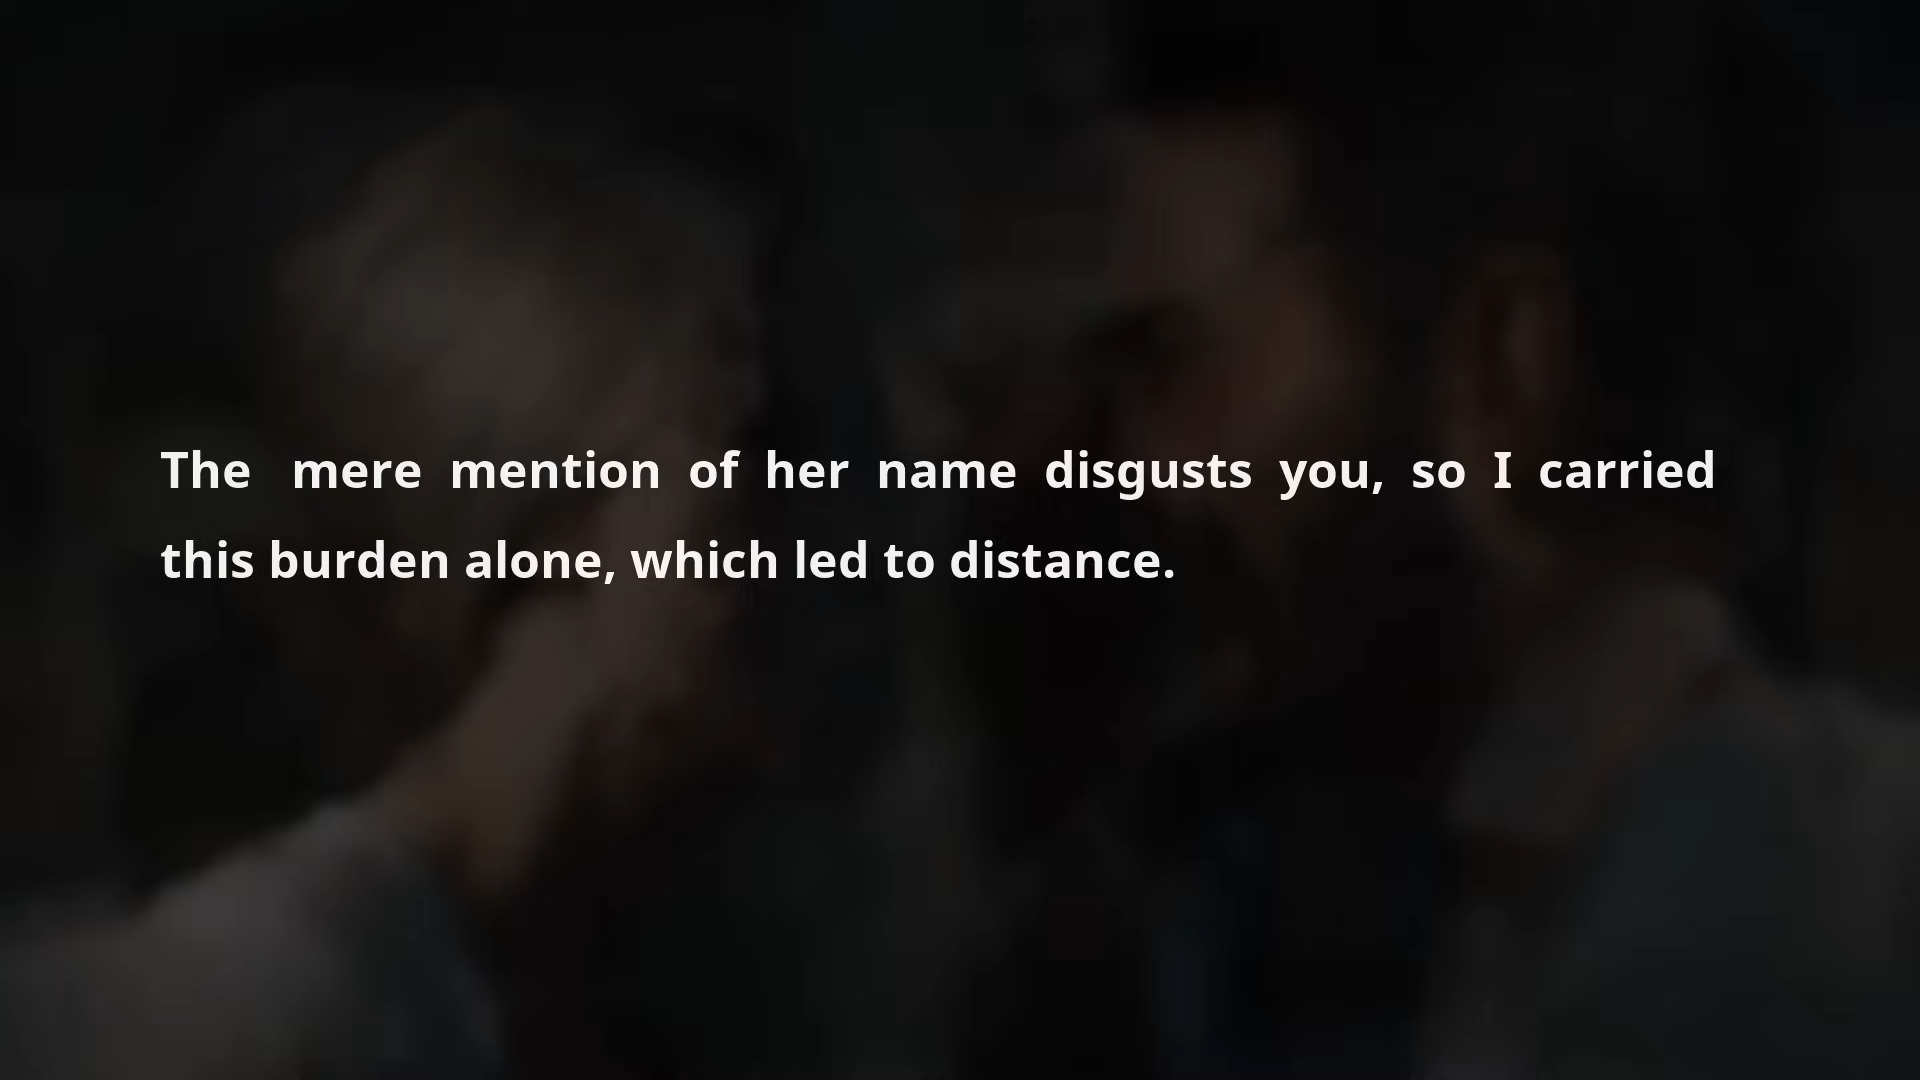 The mere mention of her name disgusts you, so I carried
this burden alone, which led to distance.